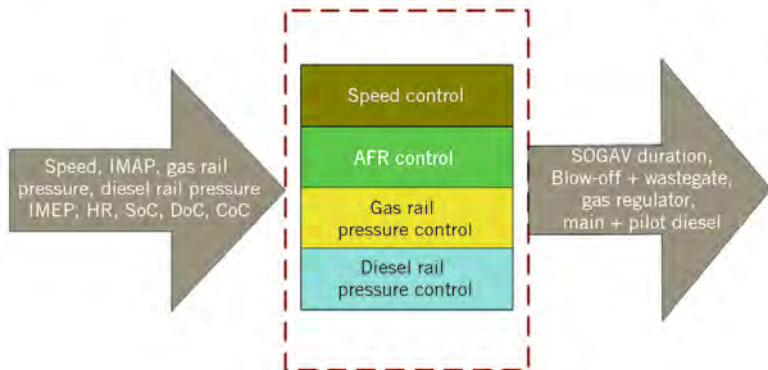 Speed, IMAP, gas rail
pressure, diesel rail pressure
IMEP, HR, SoC, DoC, CoC
Speed control
AFR control
Gas rail
pressure control
Diesel rail
pressure control
SOGAV duration,
Blow-off + wastegate,
gas regulator,
main + pilot diesel